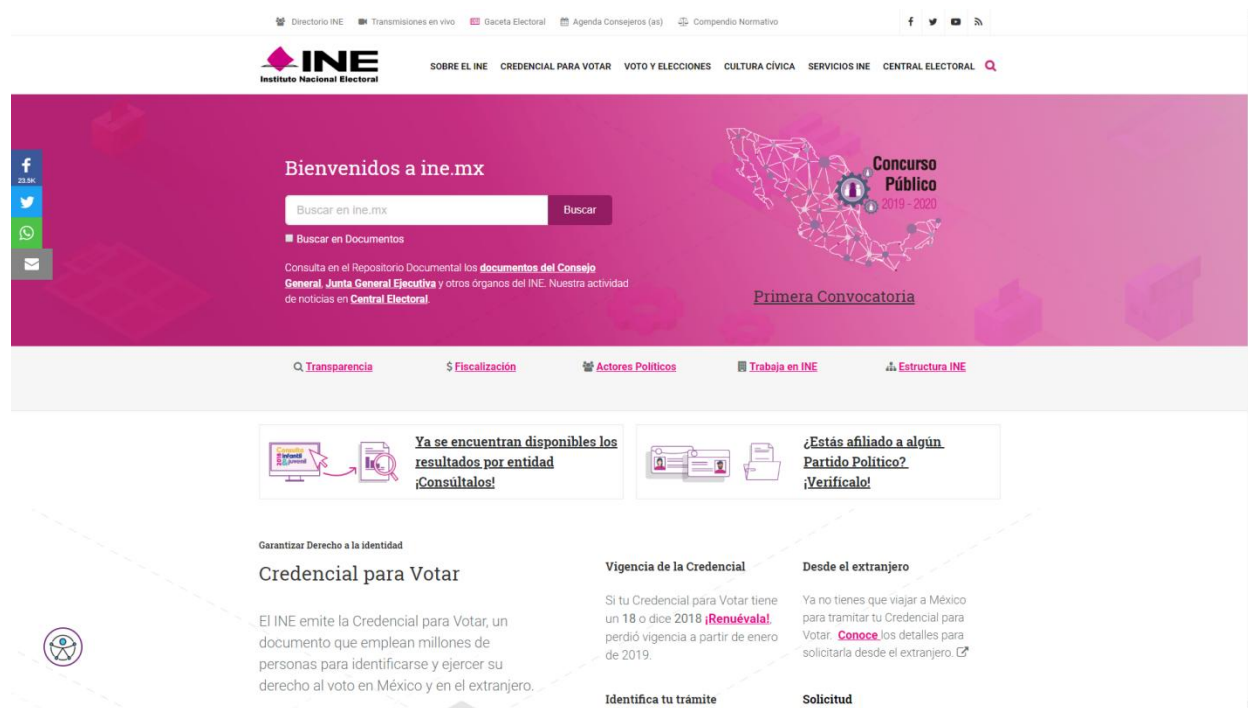 Directorio INE Transmisiones en vivo Gaceta Electoral Agenda Consejeros (as) Compendio Normativo
INE
Instituto Nacional Electoral
SOBRE EL INE CREDENCIAL PARA VOTAR VOTO Y ELECCIONES CULTURA CÍVICA SERVICIOS INE CENTRAL ELECTORAL
23.5K
Bienvenidos a ine.mx
Buscar en ine.mx Buscar
Buscar en Documentos
Consulta en el Repositorio Documental los documentos del Consejo
General, Junta General Ejecutiva y otros órganos del INE. Nuestra actividad
de noticias en Central Electoral.
Concurso
Público
2019 - 2020
Primera Convocatoria
Transparencia $ Fiscalización Actores Políticos Trabaja en INE Estructura INE
Consulta
Infantil
y Juvenil
2018
Ya se encuentran disponibles los
resultados por entidad
¡Consúltalos!
¿Estás afiliado a algún
Partido Político?
¡Verifícalo!
Garantizar Derecho a la identidad
Credencial para Votar
El INE emite la Credencial para Votar, un
documento que emplean millones de
personas para identificarse y ejercer su
derecho al voto en México y en el extranjero.
Vigencia de la Credencial
Si tu Credencial para Votar tiene
un 18 o dice 2018 ¡Renuévala!,
perdió vigencia a partir de enero
de 2019.
Identifica tu trámite
Desde el extranjero
Ya no tienes que viajar a México
para tramitar tu Credencial para
Votar. Conoce los detalles para
solicitarla desde el extranjero.
Solicitud